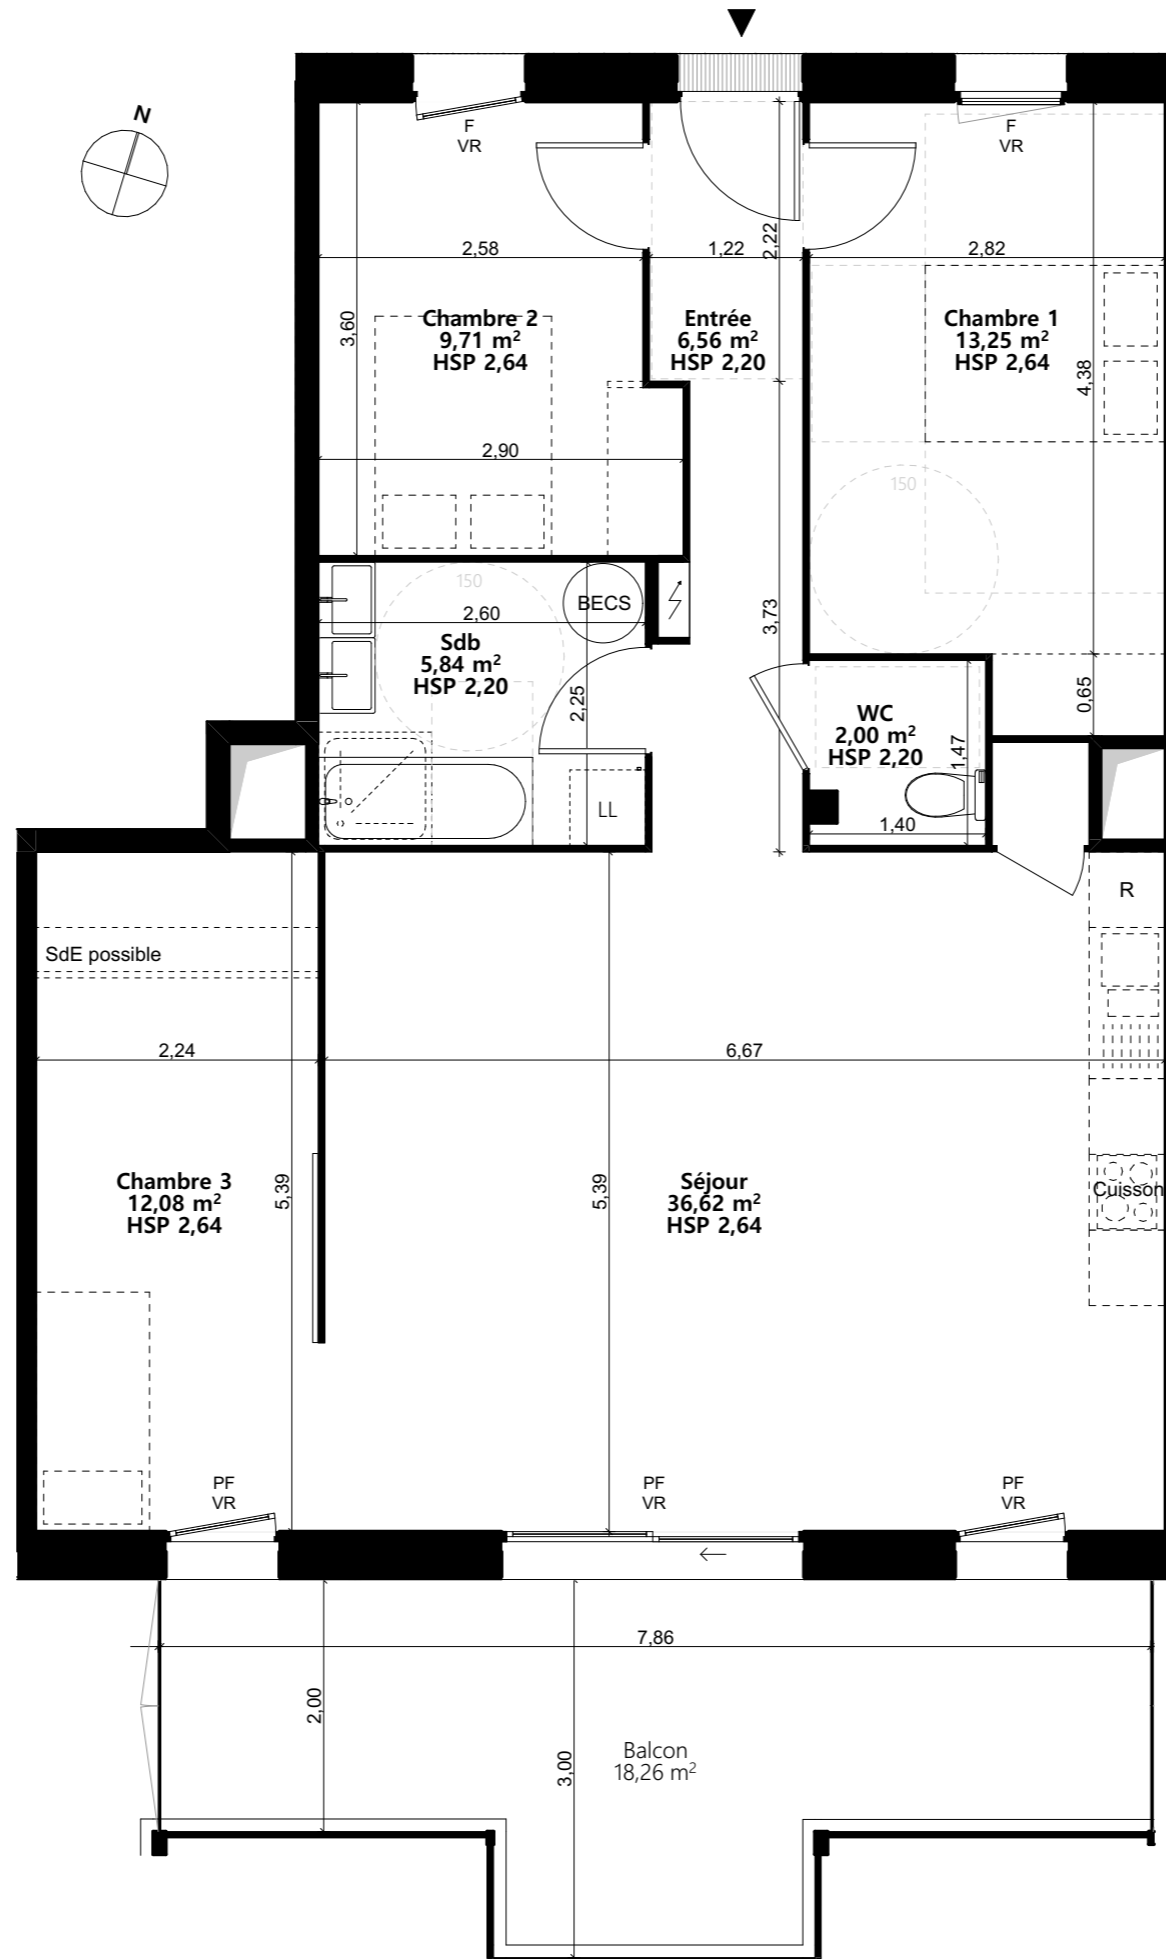 N
F
VR
F
VR
2,58
1,22
2,22
2,82
Chambre 2
9,71 m²
HSP 2,64
3,60
Entrée
6,56 m²
HSP 2,20
Chambre 1
13,25 m²
HSP 2,64
4,38
2,90
150
150
BECS
2,60
3,73
Sdb
5,84 m²
HSP 2,20
2,25
0,65
WC
2,00 m²
HSP 2,20
1,47
LL
1,40
R
SdE possible
2,24
6,67
Chambre 3
12,08 m²
HSP 2,64
5,39
5,39
Séjour
36,62 m²
HSP 2,64
Cuisson
PF
VR
PF
VR
PF
VR
7,86
2,00
3,00
Balcon
18,26 m²